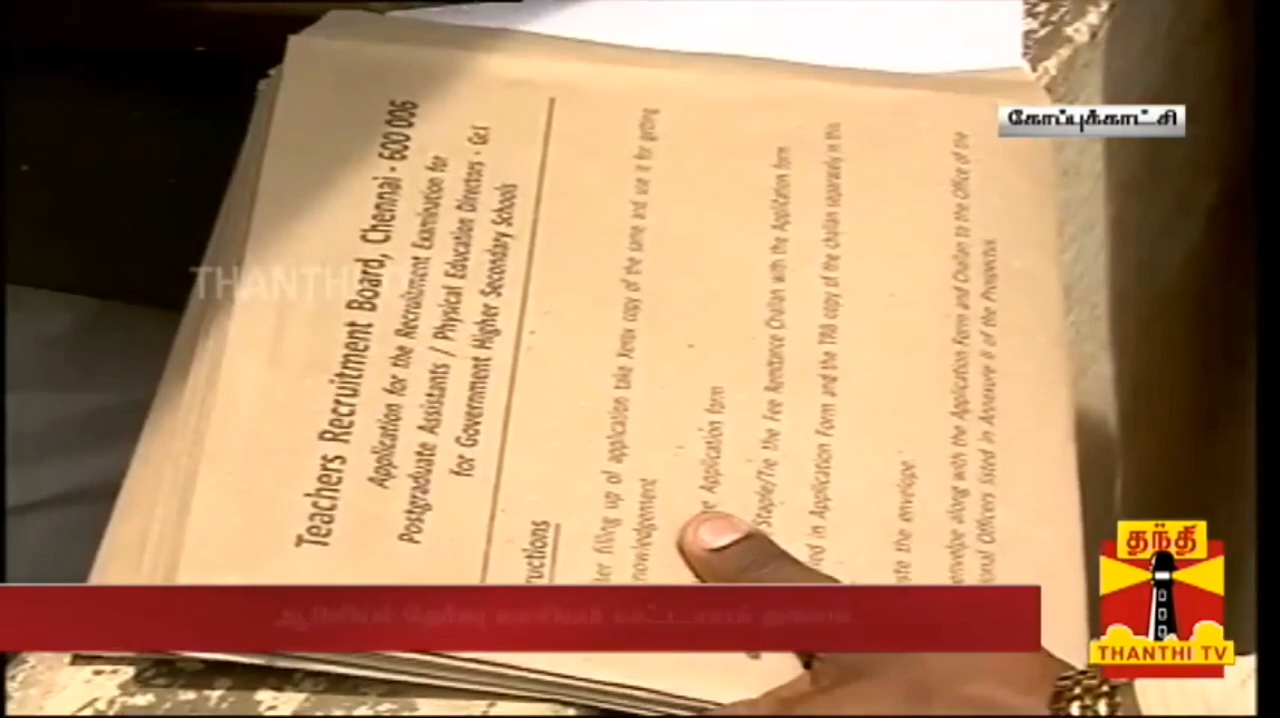 Teachers Recruitment Board, Chennai - 600 006
Application for the Recruitment Examination for
Postgraduate Assistants / Physical Education Directors - Gr.I
for Government Higher Secondary Schools
ructions
filling up of application take Xerox copy of the same and use it for getting
nowledgement
Application form
Staple/Tie the Fee Remittance Challan with the Application form
in Application Form and the TRB copy of the challan separately in this
the envelope
envelope along with the Application Form and Challan to the Office of the
Officers listed in Annexure II of the Prospectus
கோப்புக்காட்சி
THANTHI
தந்தி
THANTHI TV